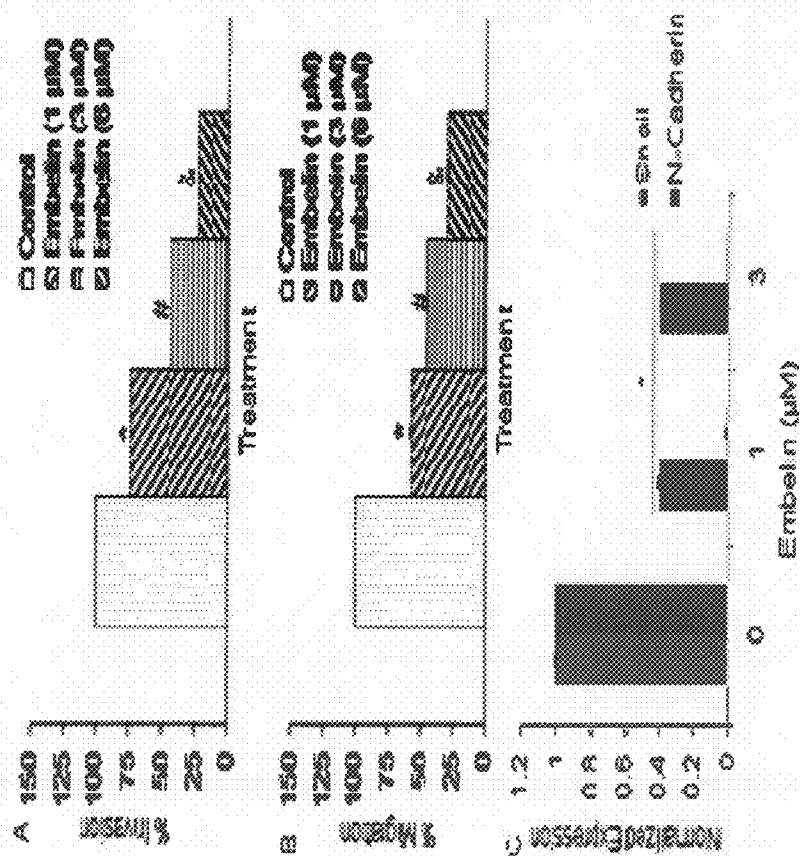 A
% Invasion
150
125
100
75
50
25
0
Control
Embelin (1 µM)
Embelin (3 µM)
Embelin (6 µM)
#
&
Treatment
B
% Migration
150
125
100
75
50
25
0
Control
Embelin (1 µM)
Embelin (3 µM)
Embelin (6 µM)
*
#
&
Treatment
C
Normalized Expression
1.2
1
0.8
0.6
0.4
0.2
0
Snail
N-Cadherin
0
1
3
Embelin (µM)